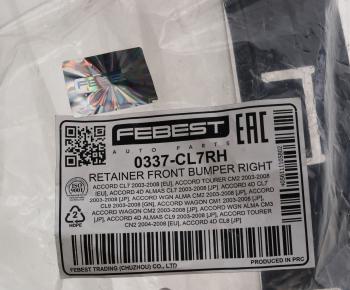 FEBEST
EAC
AUTO PARTS
0337-CL7RH
RETAINER FRONT BUMPER RIGHT
ACCORD CL7 2003-2008 [EU], ACCORD TOURER CM2 2003-2008
[EU], ACCORD 4D ALMAS CL7 2003-2008 [JP], ACCORD 4D CL7
2003-2008 [JP], ACCORD WGN ALMA CM2 2003-2008 [JP], ACCORD
CL9 2003-2008 [GN], ACCORD WAGON CM1 2003-2008 [JP],
ACCORD WAGON CM2 2003-2008 [JP], ACCORD WGN ALMA CM3
[JP], ACCORD 4D ALMAS CL9 2003-2008 [JP], ACCORD TOURER
CN2 2004-2008 [EU], ACCORD 4D CL8 [JP]
ISO
2
HDPE
FEBEST TRADING (CHUZHOU) CO., LTD
PRODUCED IN PRC